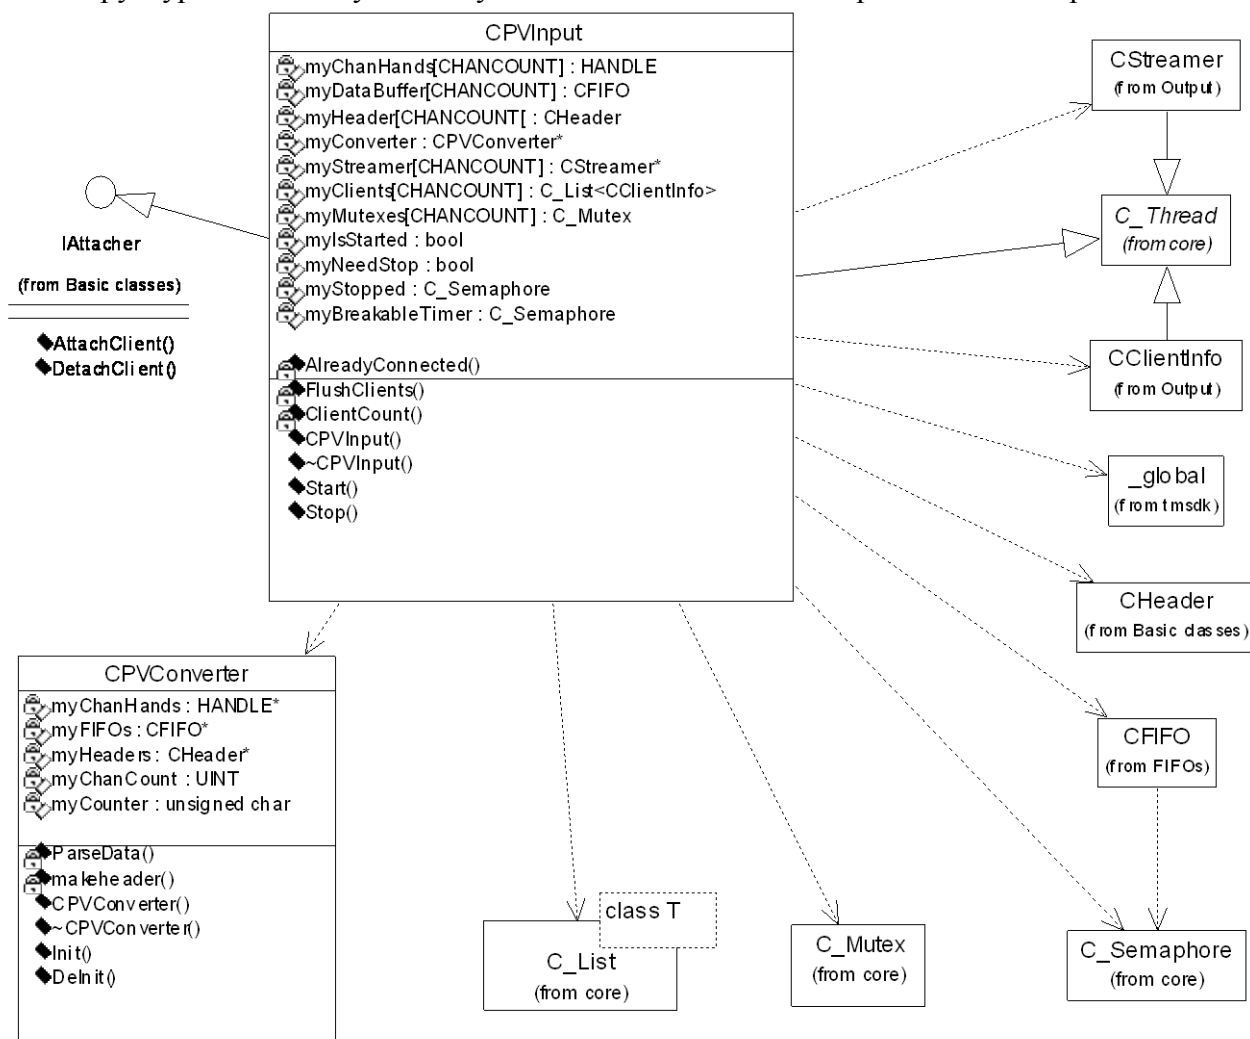 CPVInput
myChanHands[CHANCOUNT] : HANDLE
myDataBuffer[CHANCOUNT] : CFIFO
myHeader[CHANCOUNT[ : CHeader
myConverter : CPVConverter*
myStreamer[CHANCOUNT] : CStreamer*
myClients[CHANCOUNT] : C_List<CClientInfo>
myMutexes[CHANCOUNT] : C_Mutex
myIsStarted : bool
myNeedStop : bool
myStopped : C_Semaphore
myBreakableTimer : C_Semaphore
AlreadyConnected()
FlushClients()
ClientCount()
CPVInput()
~CPVInput()
Start()
Stop()
IAttacher
(from Basic classes)
AttachClient()
DetachClient()
CStreamer
(from Output)
C_Thread
(from core)
CClientInfo
(from Output)
_global
(from tmsdk)
CHeader
(from Basic classes)
CFIFO
(from FIFOs)
C_Semaphore
(from core)
C_Mutex
(from core)
class T
C_List
(from core)
CPVConverter
myChanHands : HANDLE*
myFIFOs : CFIFO*
myHeaders : CHeader*
myChanCount : UINT
myCounter : unsigned char
ParseData()
makeheader()
CPVConverter()
~CPVConverter()
Init()
DeInit()